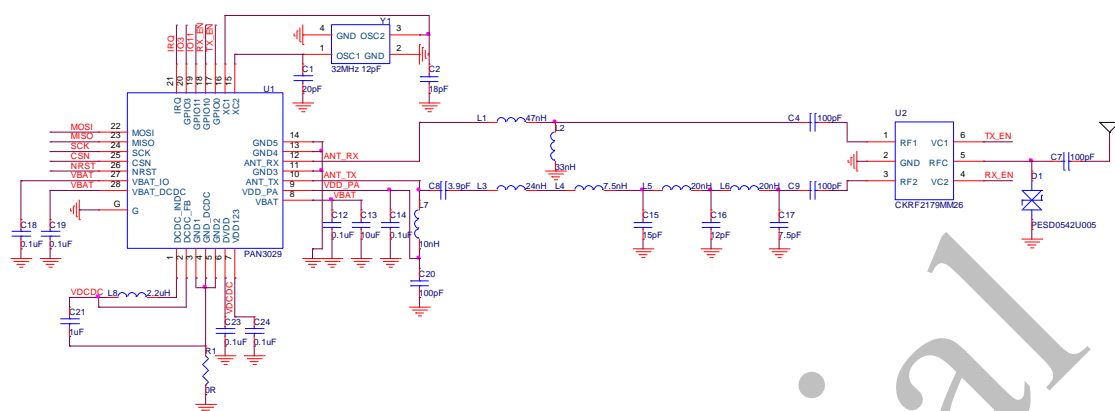 Y1
4 GND OSC2 3
1 OSC1 GND 2
32MHz 12pF
C1
20pF
C2
18pF
IRQ
IO3
IO11
RX_EN
TX_EN
21
20
19
18
17
16
15
U1
IRQ
GPIO3
GPIO11
GPIO10
GPIO0
XC1
XC2
MOSI 22 MOSI
MISO 23 MISO
SCK 24 SCK
CSN 25 CSN
NRST 26 NRST
VBAT 27 VBAT_IO
VBAT 28 VBAT_DCDC
G G
GND5 14
GND4 13
ANT_RX 12 ANT_RX
GND3 11
ANT_TX 10 ANT_TX
VDD_PA 9 VDD_PA
VBAT 8 VBAT
DCDC_IND
DCDC_FB
GND1
GND_DCDC
GND2
DVDD
VDD123
PAN3029
1
2
3
4
5
6
7
C18
0.1uF
C19
0.1uF
VDCDC
L8 2.2uH
C21
1uF
R1
0R
VDCDC
C23
0.1uF
C24
0.1uF
C12
0.1uF
C13
10uF
C14
0.1uF
L7
10nH
C20
100pF
L1 47nH
L2
33nH
C4 100pF
C8 3.9pF
L3 24nH
L4 7.5nH
L5 20nH
L6 20nH
C9 100pF
C15
15pF
C16
12pF
C17
7.5pF
U2
1 RF1 VC1 6 TX_EN
2 GND RFC 5
3 RF2 VC2 4 RX_EN
CKRF2179MM26
C7 100pF
D1
PESD0542U005
ial